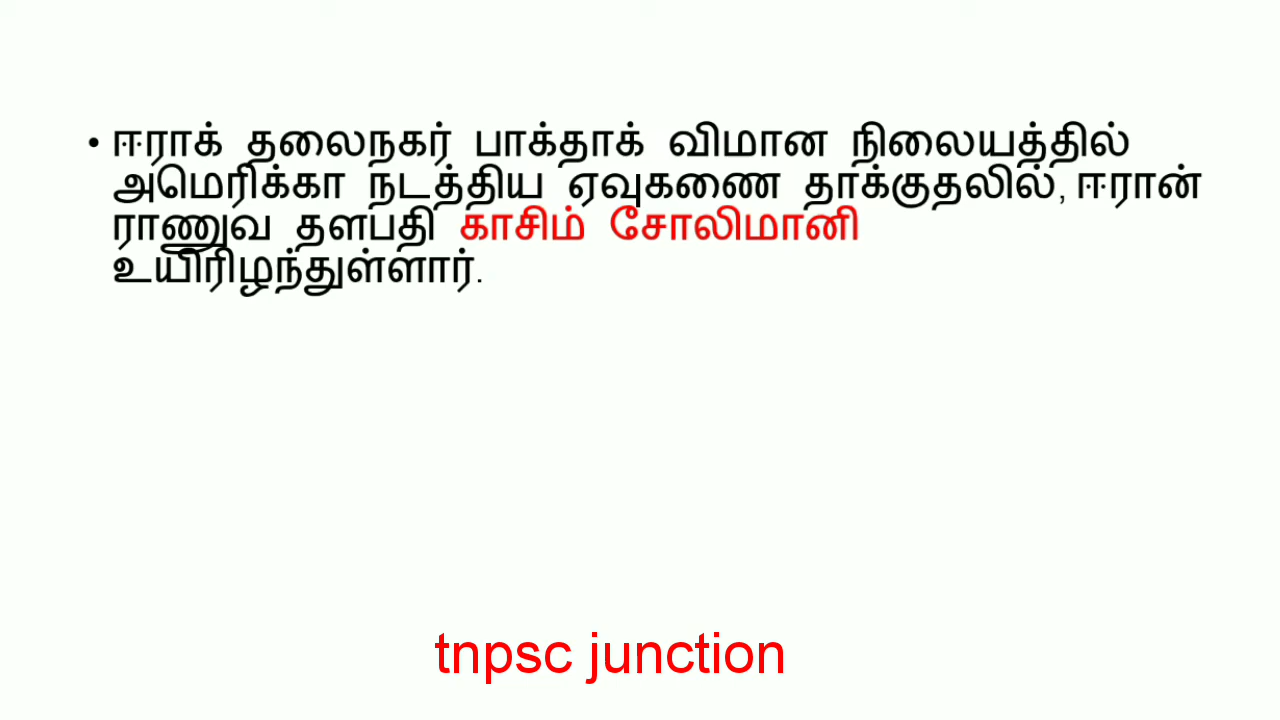 • ஈராக் தலைநகர் பாக்தாக் விமான நிலையத்தில்
அமெரிக்கா நடத்திய ஏவுகணை தாக்குதலில், ஈரான்
ராணுவ தளபதி காசிம் சோலிமானி
உயிரிழந்துள்ளார்.
tnpsc junction